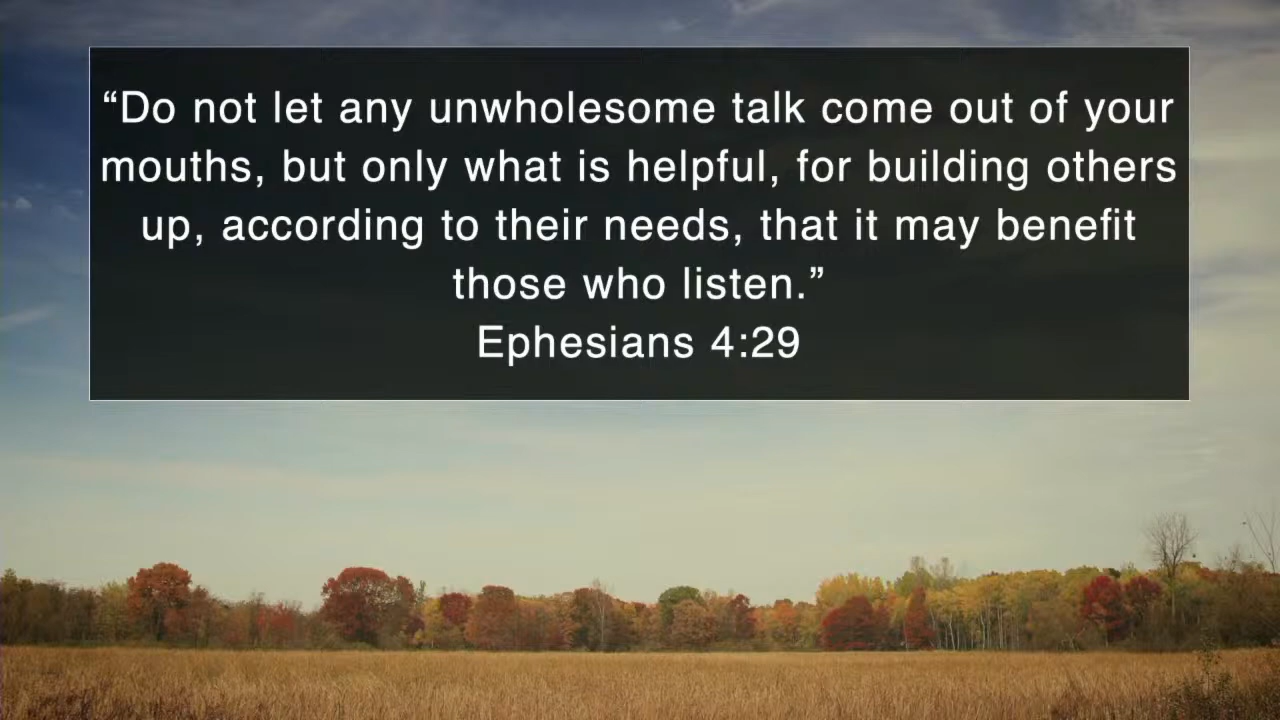 “Do not let any unwholesome talk come out of your
mouths, but only what is helpful, for building others
up, according to their needs, that it may benefit
those who listen.”
Ephesians 4:29